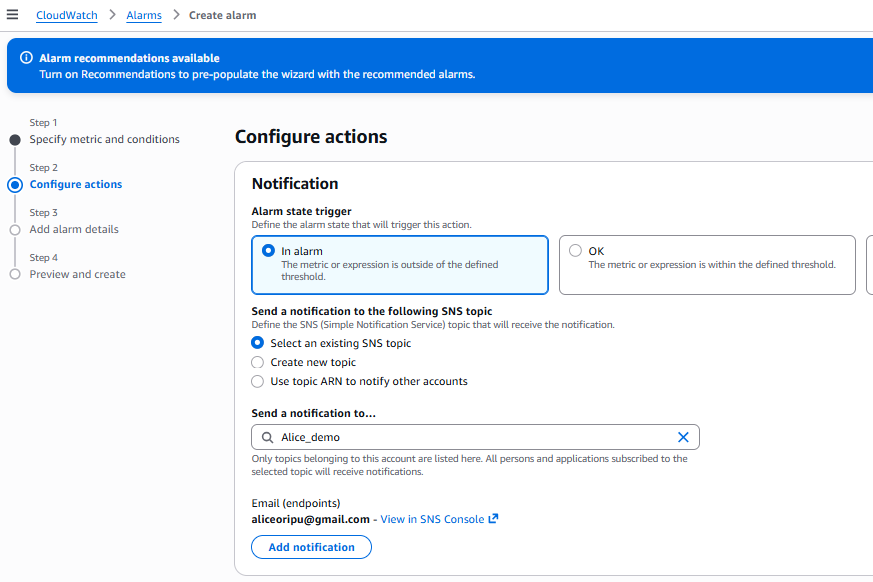 CloudWatch > Alarms > Create alarm
Alarm recommendations available
Turn on Recommendations to pre-populate the wizard with the recommended alarms.
Step 1
Specify metric and conditions
Step 2
Configure actions
Step 3
Add alarm details
Step 4
Preview and create
Configure actions
Notification
Alarm state trigger
Define the alarm state that will trigger this action.
In alarm
The metric or expression is outside of the defined
threshold.
OK
The metric or expression is within the defined threshold.
Send a notification to the following SNS topic
Define the SNS (Simple Notification Service) topic that will receive the notification.
Select an existing SNS topic
Create new topic
Use topic ARN to notify other accounts
Send a notification to...
Alice_demo
Only topics belonging to this account are listed here. All persons and applications subscribed to the
selected topic will receive notifications.
Email (endpoints)
aliceoripu@gmail.com - View in SNS Console
Add notification